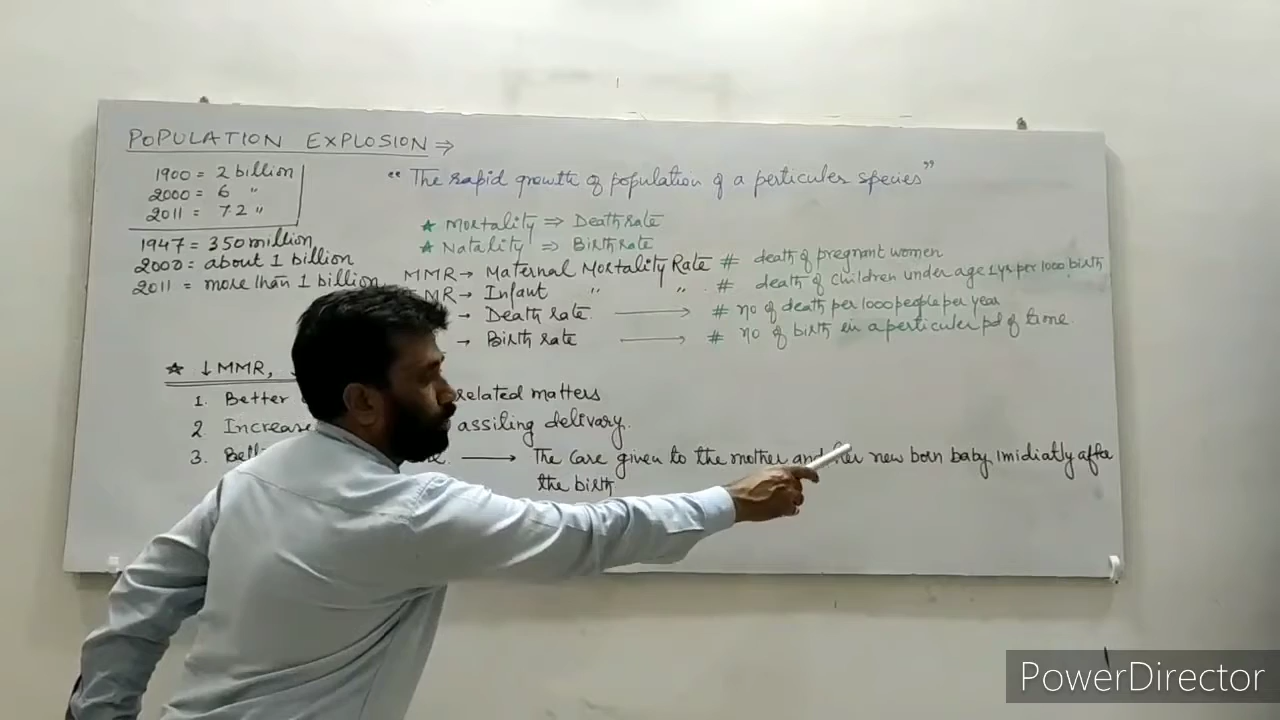 POPULATION EXPLOSION ⇒
1900 = 2 billion
2000 = 6 "
2011 = 7.2 "
"The rapid growth of population of a perticuler species"
1947 = 350 million
2000 = about 1 billion
2011 = more than 1 billion
★ Mortality ⇒ Death rate
★ Natality ⇒ Birth rate
MMR → Maternal Mortality Rate # death of pregnant women
MR → Infant " " # death of children under age 1yr per 1000 birth
→ Death rate → # no of death per 1000 people per year
→ Birth rate → # no of birth in a perticuler pd of time.
★ ↓MMR,
1. Better related matters
2. Increase assiting delivary.
3. → The care given to the mother and her new born baby imidiatly after
the birth
PowerDirector